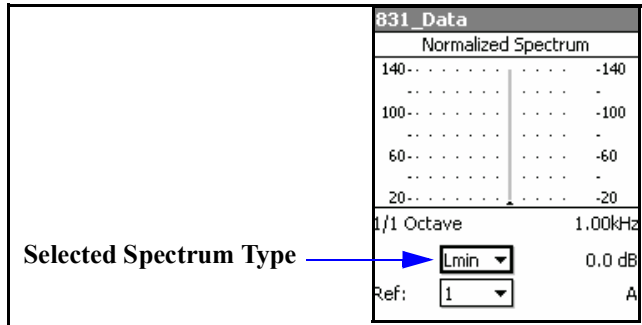 831_Data
Normalized Spectrum
140 -140
100 -100
60 -60
20 -20
1/1 Octave 1.00kHz
Selected Spectrum Type Lmin 0.0 dB
Ref: 1 A